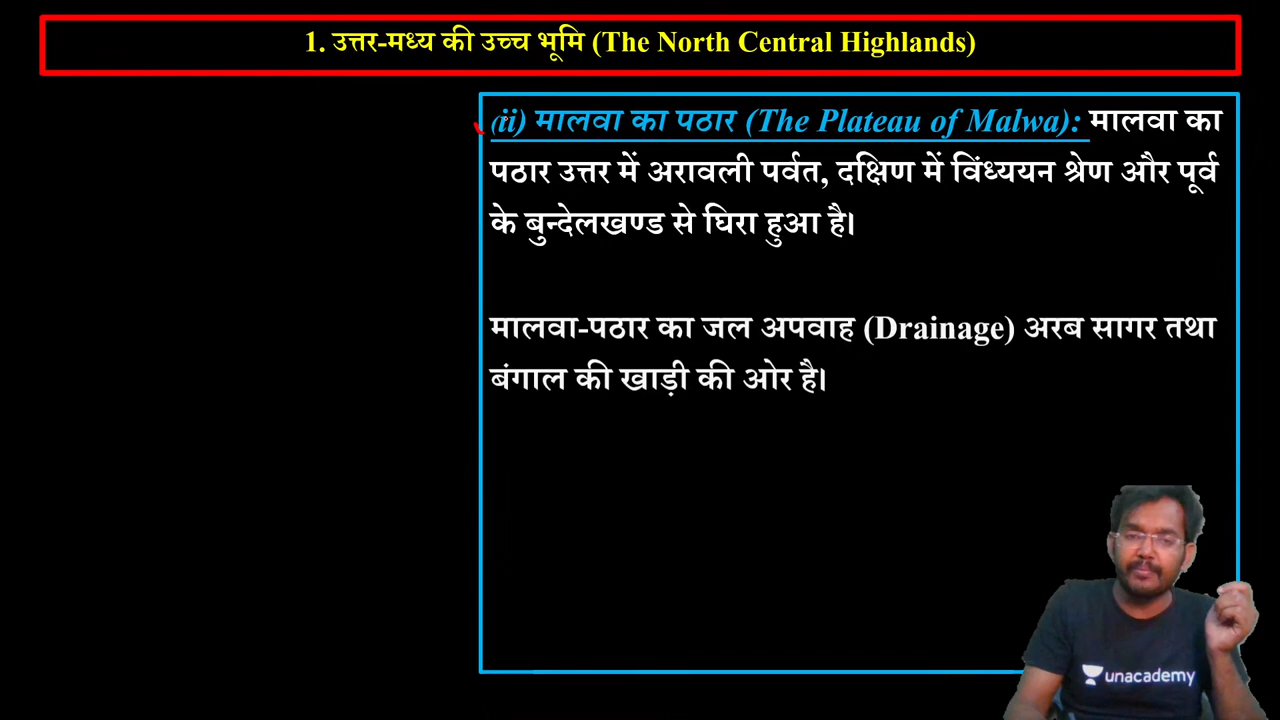 1. उत्तर-मध्य की उच्च भूमि (The North Central Highlands)
(ii) मालवा का पठार (The Plateau of Malwa): मालवा का
पठार उत्तर में अरावली पर्वत, दक्षिण में विंध्ययन श्रेण और पूर्व
के बुन्देलखण्ड से घिरा हुआ है।
मालवा-पठार का जल अपवाह (Drainage) अरब सागर तथा
बंगाल की खाड़ी की ओर है।
unacademy